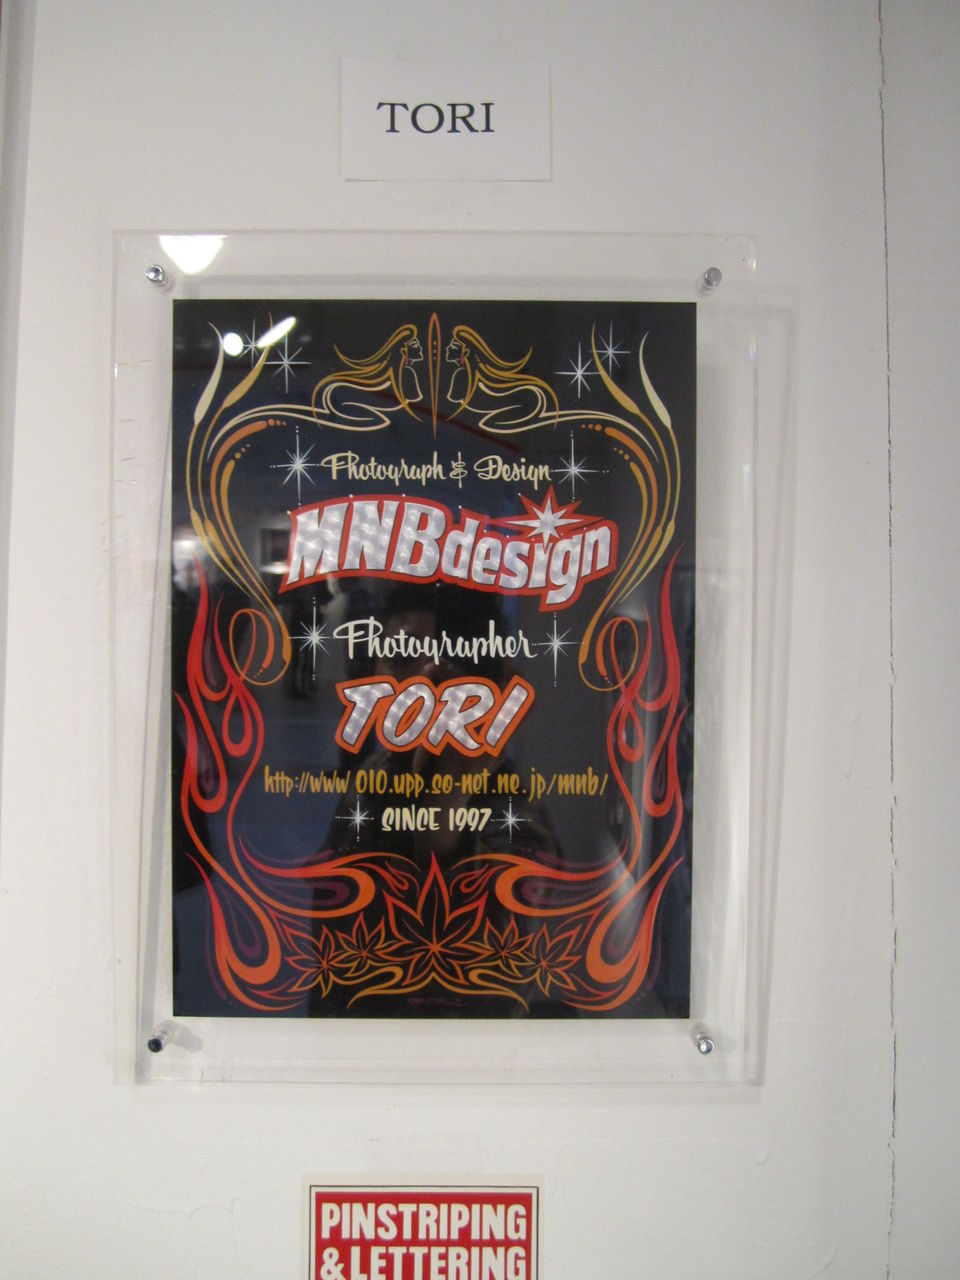 TORI
Photograph & Design
MNBdesign
Photographer
TORI
http://www010.upp.so-net.ne.jp/mnb/
SINCE 1997
PINSTRIPING
& LETTERING